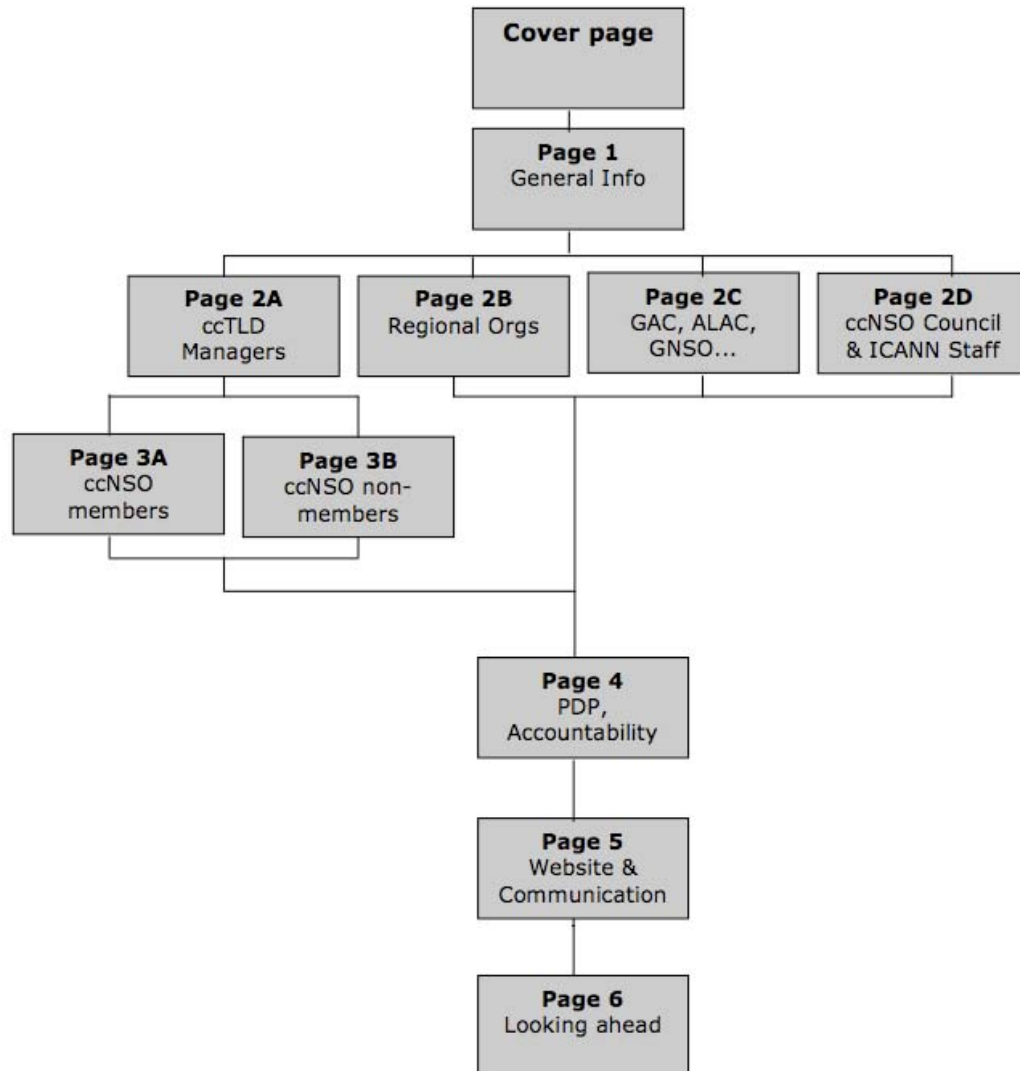 Cover page
Page 1
General Info
Page 2A
ccTLD
Managers
Page 2B
Regional Orgs
Page 2C
GAC, ALAC,
GNSO...
Page 2D
ccNSO Council
& ICANN Staff
Page 3A
ccNSO
members
Page 3B
ccNSO non-
members
Page 4
PDP,
Accountability
Page 5
Website &
Communication
Page 6
Looking ahead